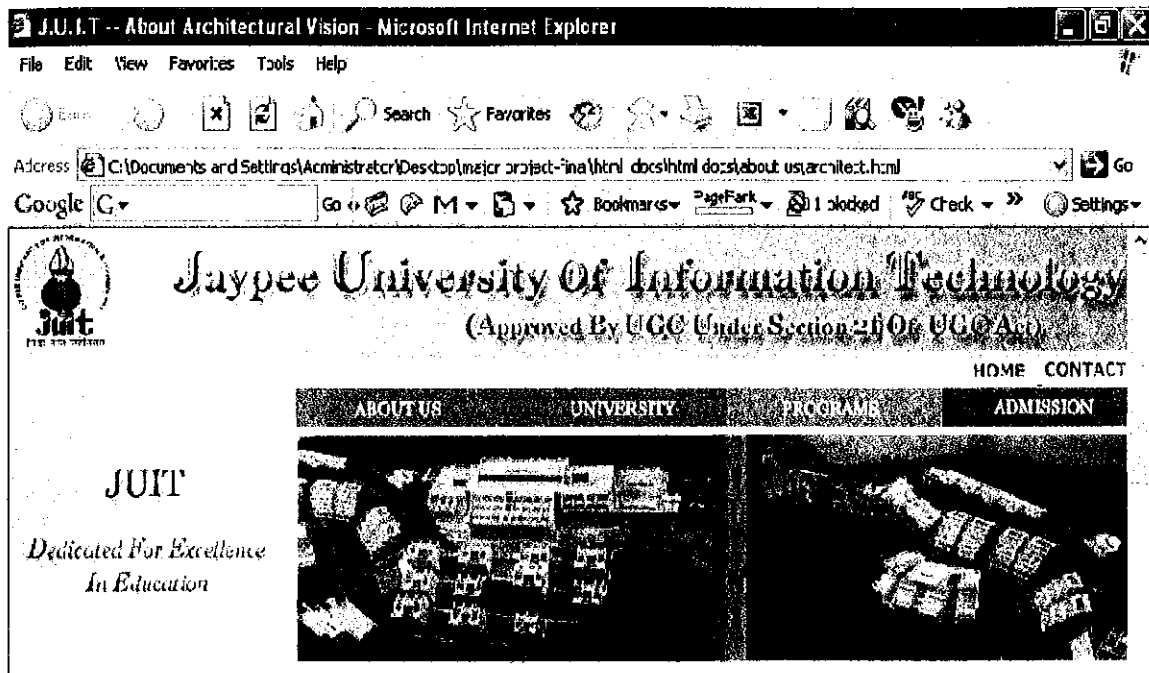 J.U.I.T -- About Architectural Vision - Microsoft Internet Explorer
File Edit View Favorites Tools Help
Search Favorites
Address C:\Documents and Settings\Administrator\Desktop\major project-final\html docs\html docs\about us\architect.html Go
Google G Go M Bookmarks PageRank 1 blocked Check » Settings
Jaypee University Of Information Technology
(Approved By UGC Under Section 2f Of UGC Act)
juit
HOME CONTACT
ABOUT US UNIVERSITY PROGRAMS ADMISSION
JUIT
Dedicated For Excellence
In Education